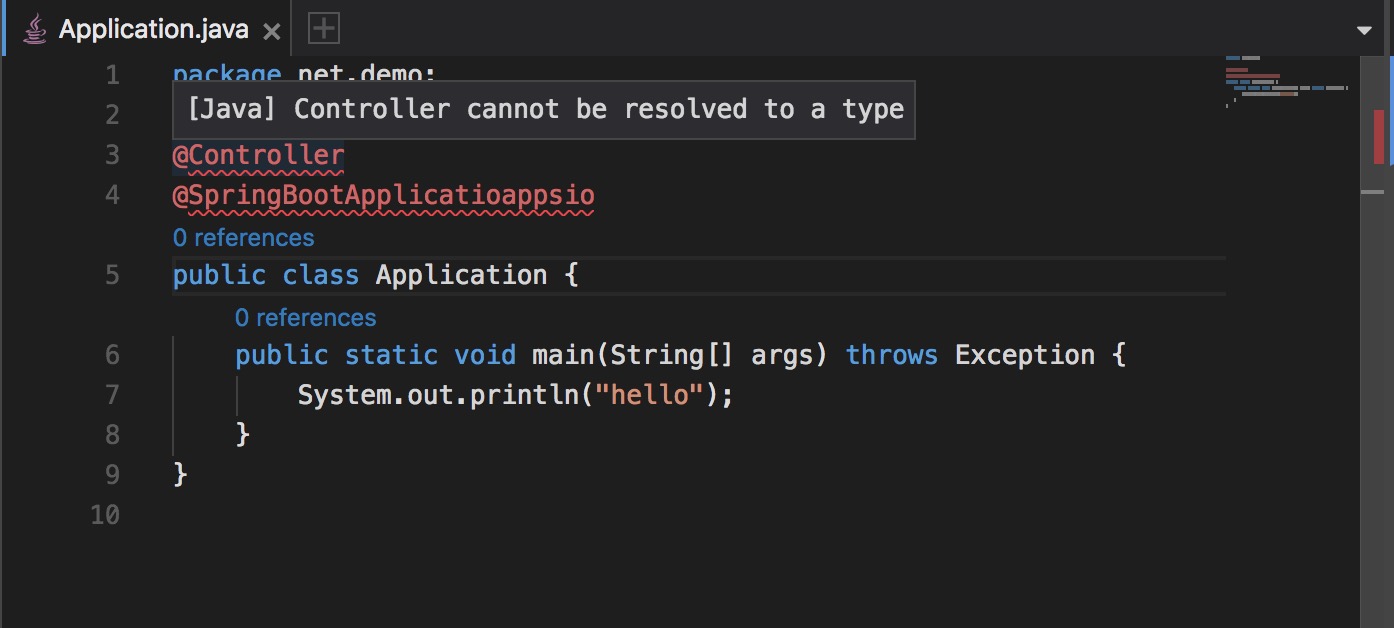 Application.java
1 package net.demo;
[Java] Controller cannot be resolved to a type
2
3 @Controller
4 @SpringBootApplicatioappsio
0 references
5 public class Application {
0 references
6 public static void main(String[] args) throws Exception {
7 System.out.println("hello");
8 }
9 }
10